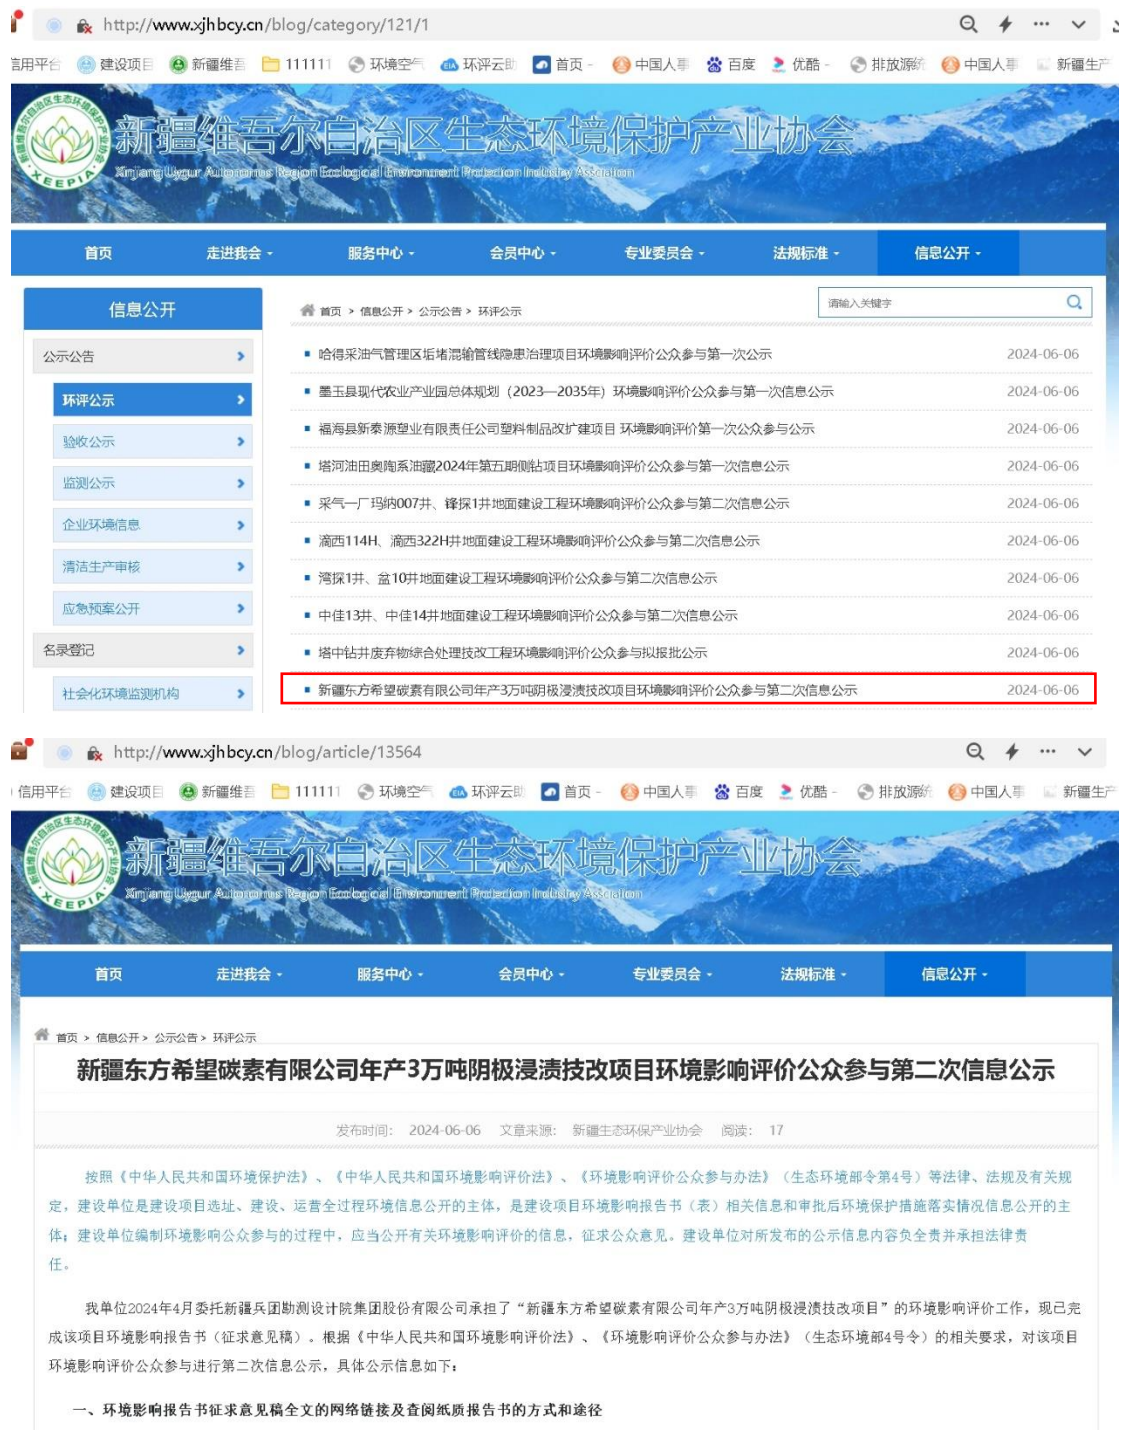 http://www.xjhbcy.cn/blog/category/121/1
信用平台 建设项目 新疆维吾 111111 环境空气 环评云助 首页 - 中国人事 百度 优酷 - 排放源统 中国人事 新疆生产
新疆维吾尔自治区生态环境保护产业协会
Xinjiang Uygur Autonomous Region Ecological Environment Protection Industry Association
XEEPIA
首页 走进我会 服务中心 会员中心 专业委员会 法规标准 信息公开
信息公开
首页 > 信息公开 > 公示公告 > 环评公示
请输入关键字
公示公告
环评公示
验收公示
监测公示
企业环境信息
清洁生产审核
应急预案公开
名录登记
社会化环境监测机构
哈得采油气管理区垢堵混输管线隐患治理项目环境影响评价公众参与第一次公示 2024-06-06
墨玉县现代农业产业园总体规划（2023—2035年）环境影响评价公众参与第一次信息公示 2024-06-06
福海县新泰源塑业有限责任公司塑料制品改扩建项目 环境影响评价第一次公众参与公示 2024-06-06
塔河油田奥陶系油藏2024年第五期侧钻项目环境影响评价公众参与第一次信息公示 2024-06-06
采气一厂玛纳007井、锋探1井地面建设工程环境影响评价公众参与第二次信息公示 2024-06-06
滴西114H、滴西322H井地面建设工程环境影响评价公众参与第二次信息公示 2024-06-06
湾探1井、盆10井地面建设工程环境影响评价公众参与第二次信息公示 2024-06-06
中佳13井、中佳14井地面建设工程环境影响评价公众参与第二次信息公示 2024-06-06
塔中钻井废弃物综合处理技改工程环境影响评价公众参与拟报批公示 2024-06-06
新疆东方希望碳素有限公司年产3万吨阴极浸渍技改项目环境影响评价公众参与第二次信息公示 2024-06-06
http://www.xjhbcy.cn/blog/article/13564
信用平台 建设项目 新疆维吾 111111 环境空气 环评云助 首页 - 中国人事 百度 优酷 - 排放源统 中国人事 新疆生产
新疆维吾尔自治区生态环境保护产业协会
Xinjiang Uygur Autonomous Region Ecological Environment Protection Industry Association
XEEPIA
首页 走进我会 服务中心 会员中心 专业委员会 法规标准 信息公开
首页 > 信息公开 > 公示公告 > 环评公示
新疆东方希望碳素有限公司年产3万吨阴极浸渍技改项目环境影响评价公众参与第二次信息公示
发布时间: 2024-06-06 文章来源: 新疆生态环保产业协会 阅读: 17
按照《中华人民共和国环境保护法》、《中华人民共和国环境影响评价法》、《环境影响评价公众参与办法》（生态环境部令第4号）等法律、法规及有关规
定，建设单位是建设项目选址、建设、运营全过程环境信息公开的主体，是建设项目环境影响报告书（表）相关信息和审批后环境保护措施落实情况信息公开的主
体；建设单位编制环境影响公众参与的过程中，应当公开有关环境影响评价的信息，征求公众意见。建设单位对所发布的公示信息内容负全责并承担法律责
任。
我单位2024年4月委托新疆兵团勘测设计院集团股份有限公司承担了“新疆东方希望碳素有限公司年产3万吨阴极浸渍技改项目”的环境影响评价工作，现已完
成该项目环境影响报告书（征求意见稿）。根据《中华人民共和国环境影响评价法》、《环境影响评价公众参与办法》（生态环境部4号令）的相关要求，对该项目
环境影响评价公众参与进行第二次信息公示，具体公示信息如下：
一、环境影响报告书征求意见稿全文的网络链接及查阅纸质报告书的方式和途径